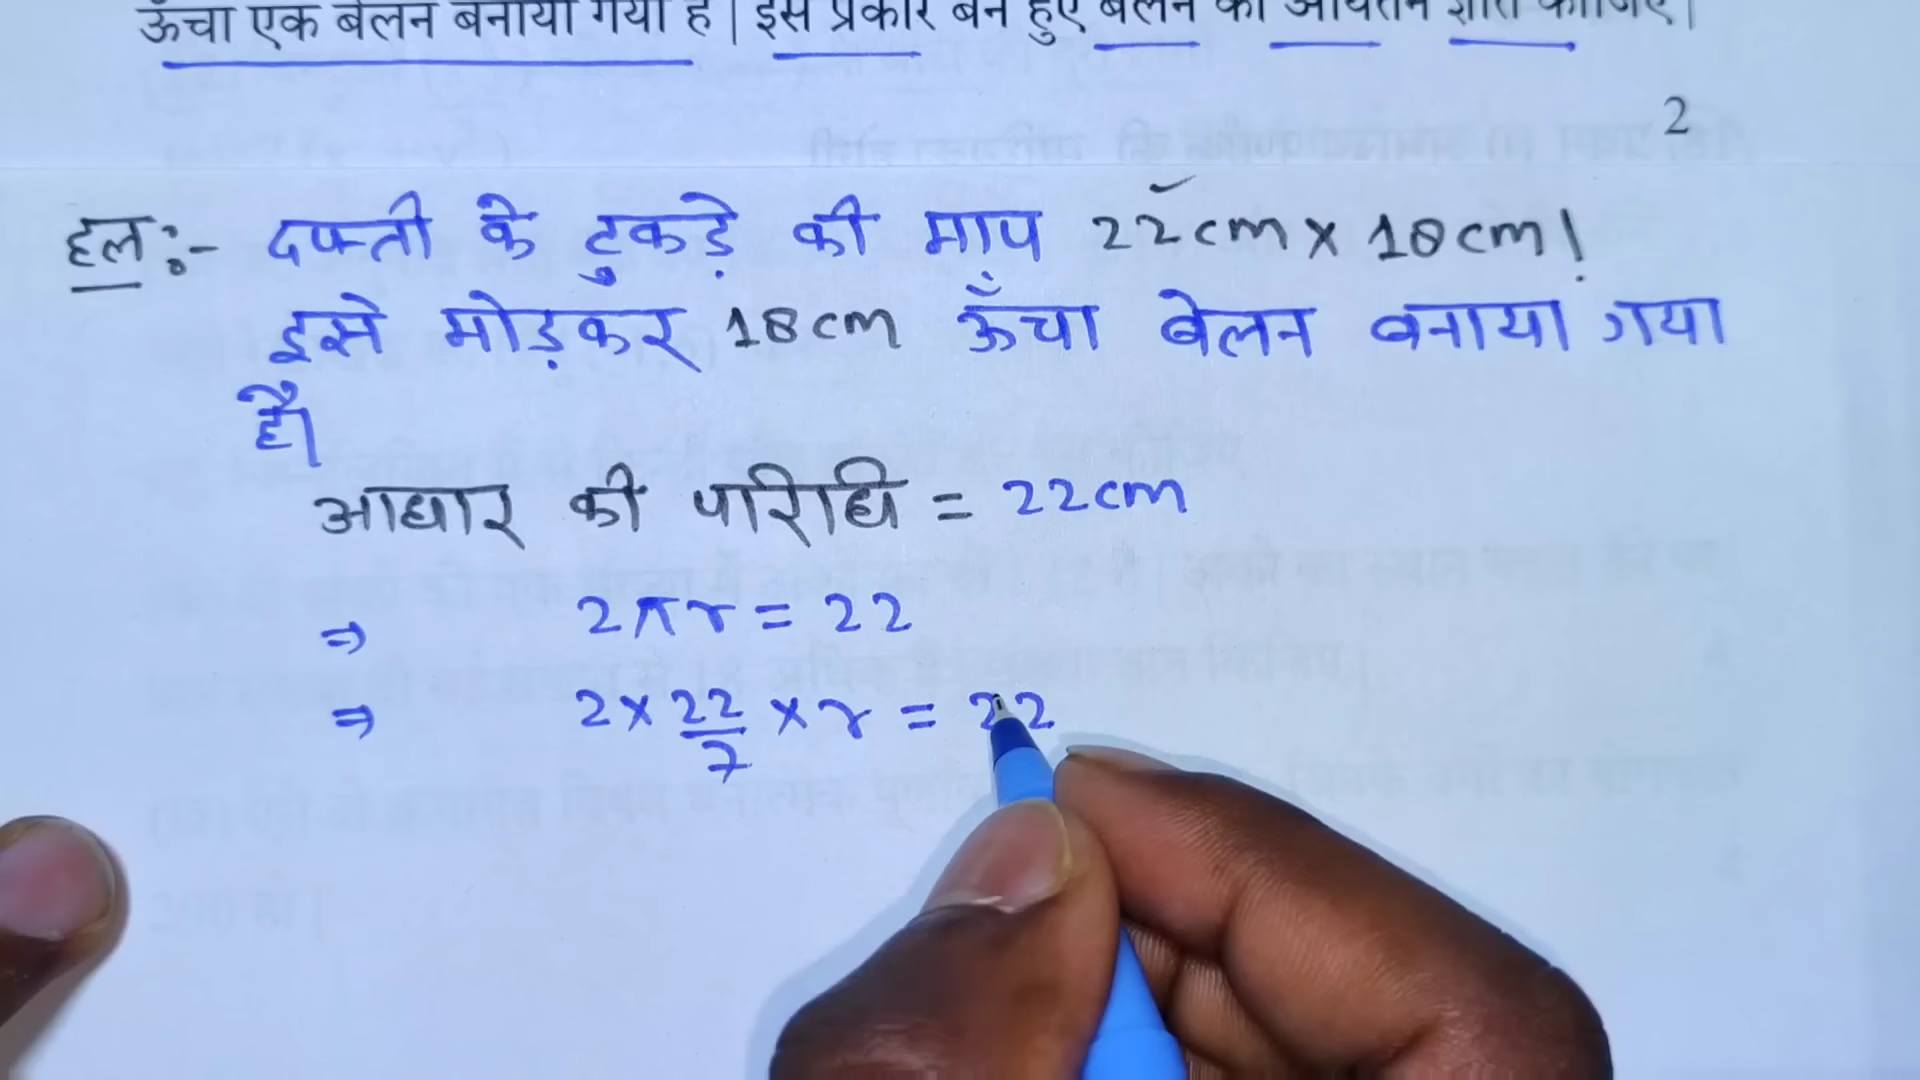 ऊँचा एक बेलन बनाया गया है | इस प्रकार बने हुए बेलन का आयतन ज्ञात कीजिए |
2
हल:- दफ्ती के टुकड़े की माप 22cm x 18cm।
इसे मोड़कर 18cm ऊँचा बेलन बनाया गया
है।
आधार की परिधि = 22cm
⇒ 2πr = 22
⇒ 2 × 22/7 × r = 22